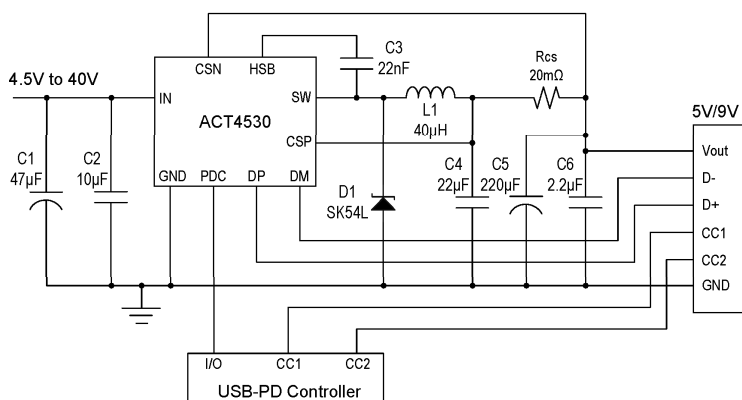 CSN HSB
C3
22nF
Rcs
20mΩ
4.5V to 40V
IN
SW
ACT4530
L1
40µH
5V/9V
CSP
Vout
C1
47µF
C2
10µF
GND PDC DP DM
D1
SK54L
C4
22µF
C5
220µF
C6
2.2µF
D-
D+
CC1
CC2
GND
I/O CC1 CC2
USB-PD Controller